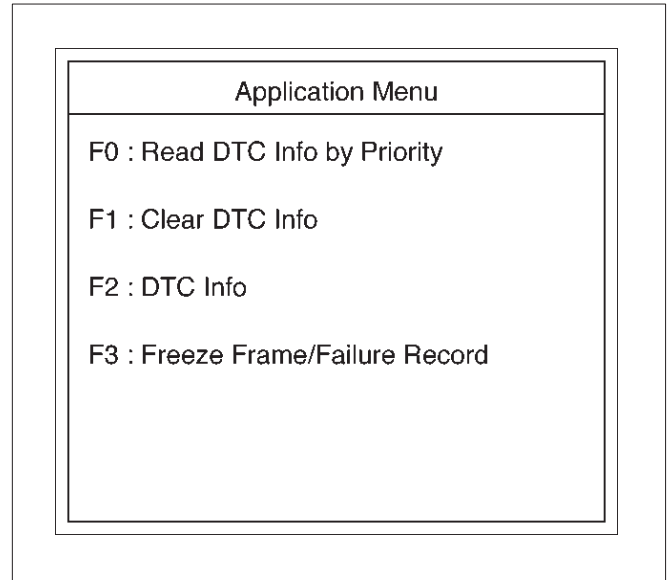 Application Menu
F0 : Read DTC Info by Priority
F1 : Clear DTC Info
F2 : DTC Info
F3 : Freeze Frame/Failure Record